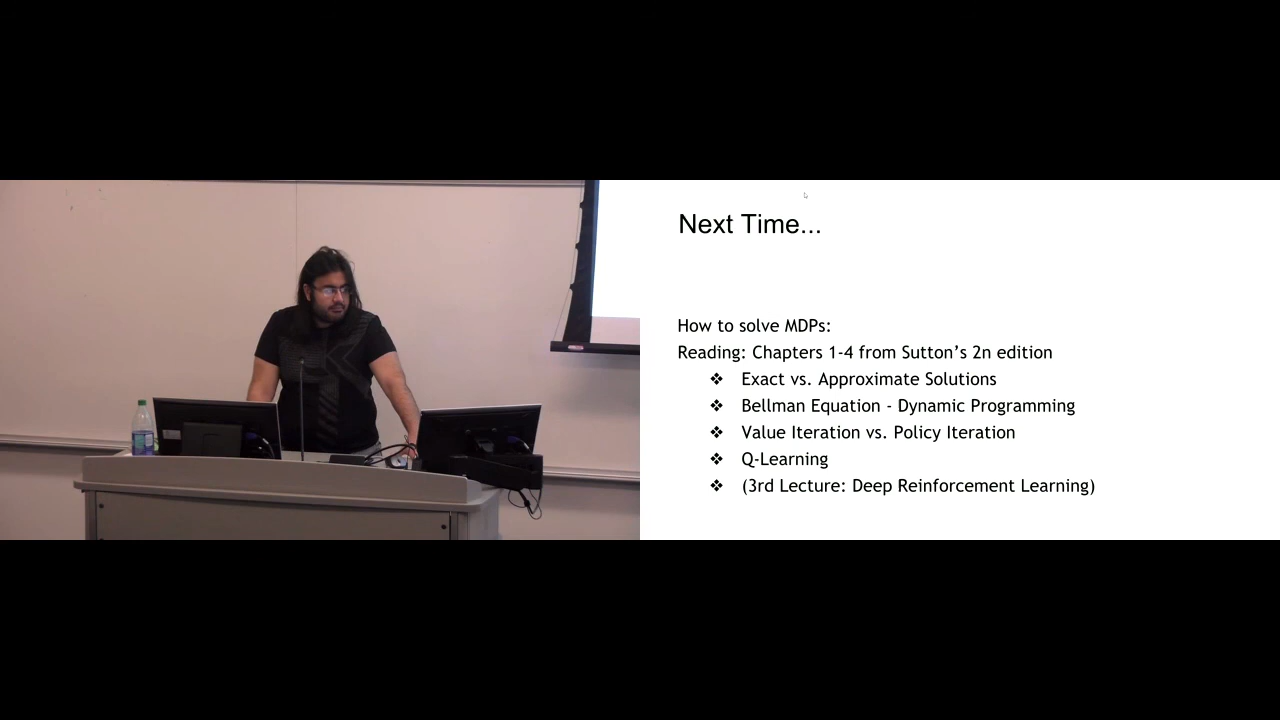 Next Time...
How to solve MDPs:
Reading: Chapters 1-4 from Sutton's 2n edition
❖ Exact vs. Approximate Solutions
❖ Bellman Equation - Dynamic Programming
❖ Value Iteration vs. Policy Iteration
❖ Q-Learning
❖ (3rd Lecture: Deep Reinforcement Learning)